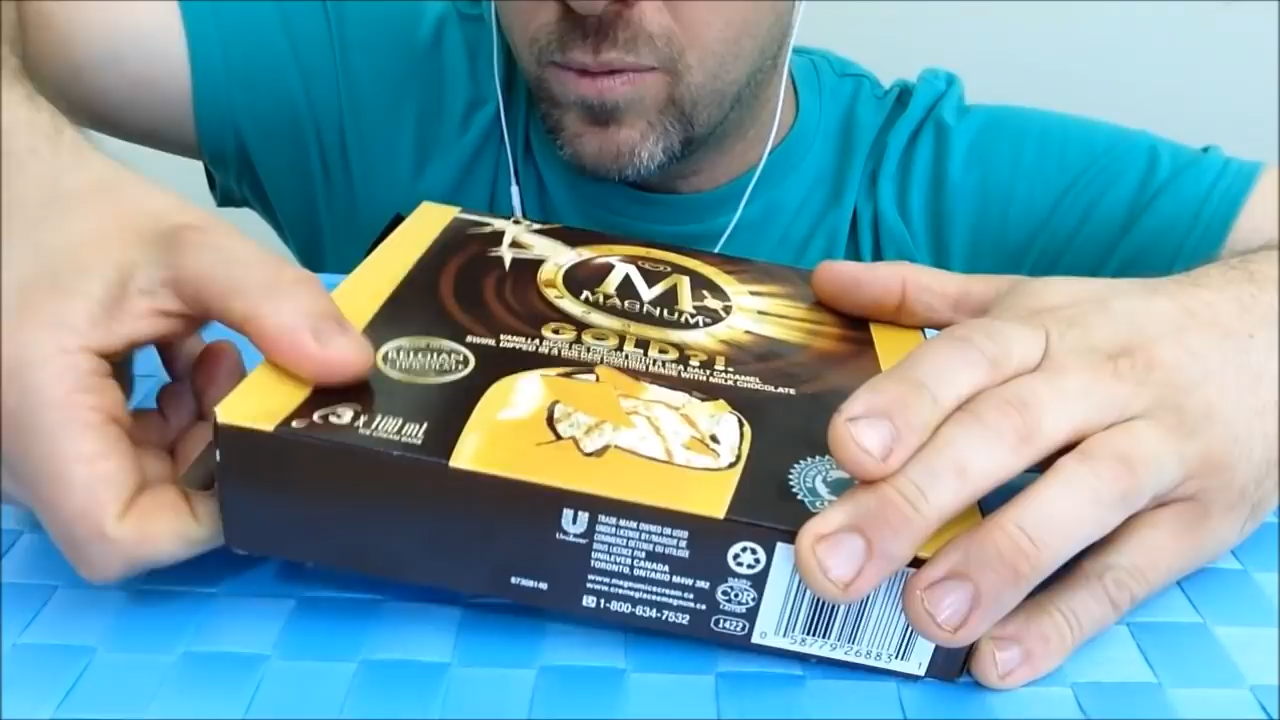 M
MAGNUM
GOLD?!
VANILLA BEAN ICE CREAM WITH A SEA SALT CARAMEL
SWIRL DIPPED IN A GOLDEN COATING MADE WITH MILK CHOCOLATE
BELGIAN
CHOCOLATE
3 x 100 mL
ICE CREAM BARS
Unilever
TRADE-MARK OWNED OR USED
UNDER LICENSE BY/MARQUE DE
COMMERCE DÉTENUE OU UTILISÉE
SOUS LICENCE PAR
UNILEVER CANADA
TORONTO, ONTARIO M4W 3R2
www.magnumicecream.ca
www.cremeglaceemagnum.ca
1-800-634-7532
67308140
DAIRY
COR
LAITIER
1422
0 58779 26883 1